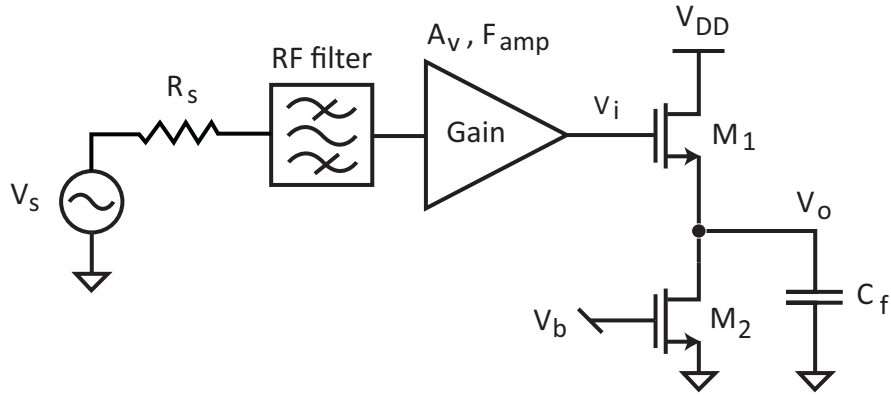 A_v , F_amp
V_DD
RF filter
R_s
Gain
v_i
M_1
V_s
V_o
V_b
M_2
C_f